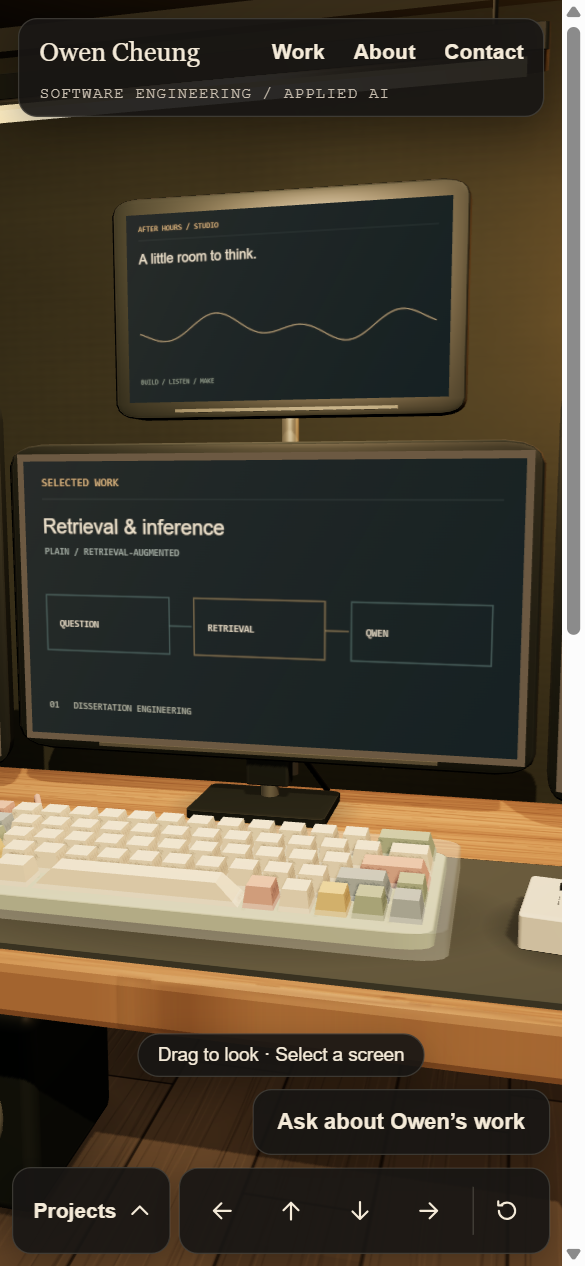 Owen Cheung
Work About Contact
SOFTWARE ENGINEERING / APPLIED AI
AFTER HOURS / STUDIO
A little room to think.
BUILD / LISTEN / MAKE
SELECTED WORK
Retrieval & inference
PLAIN / RETRIEVAL-AUGMENTED
QUESTION
RETRIEVAL
QWEN
01 DISSERTATION ENGINEERING
Drag to look · Select a screen
Ask about Owen’s work
Projects